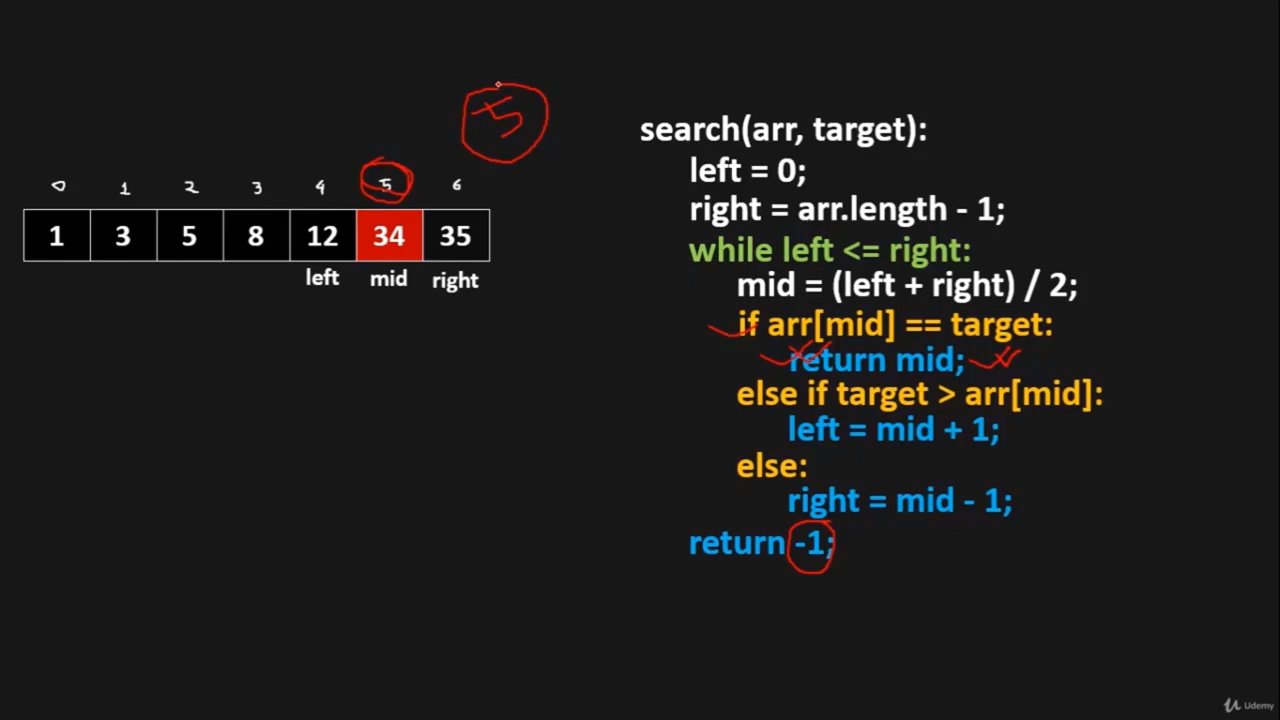 5
0 1 2 3 4 5 6
1 3 5 8 12 34 35
left mid right
search(arr, target):
left = 0;
right = arr.length - 1;
while left <= right:
mid = (left + right) / 2;
if arr[mid] == target:
return mid;
else if target > arr[mid]:
left = mid + 1;
else:
right = mid - 1;
return -1;
Udemy